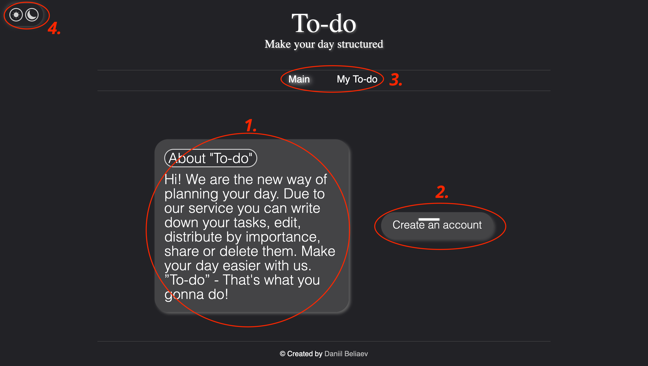 4.
To-do
Make your day structured
Main My To-do 3.
1.
About "To-do"
Hi! We are the new way of
planning your day. Due to
our service you can write
down your tasks, edit,
distribute by importance,
share or delete them. Make
your day easier with us.
"To-do" - That's what you
gonna do!
2.
Create an account
© Created by Daniil Beliaev